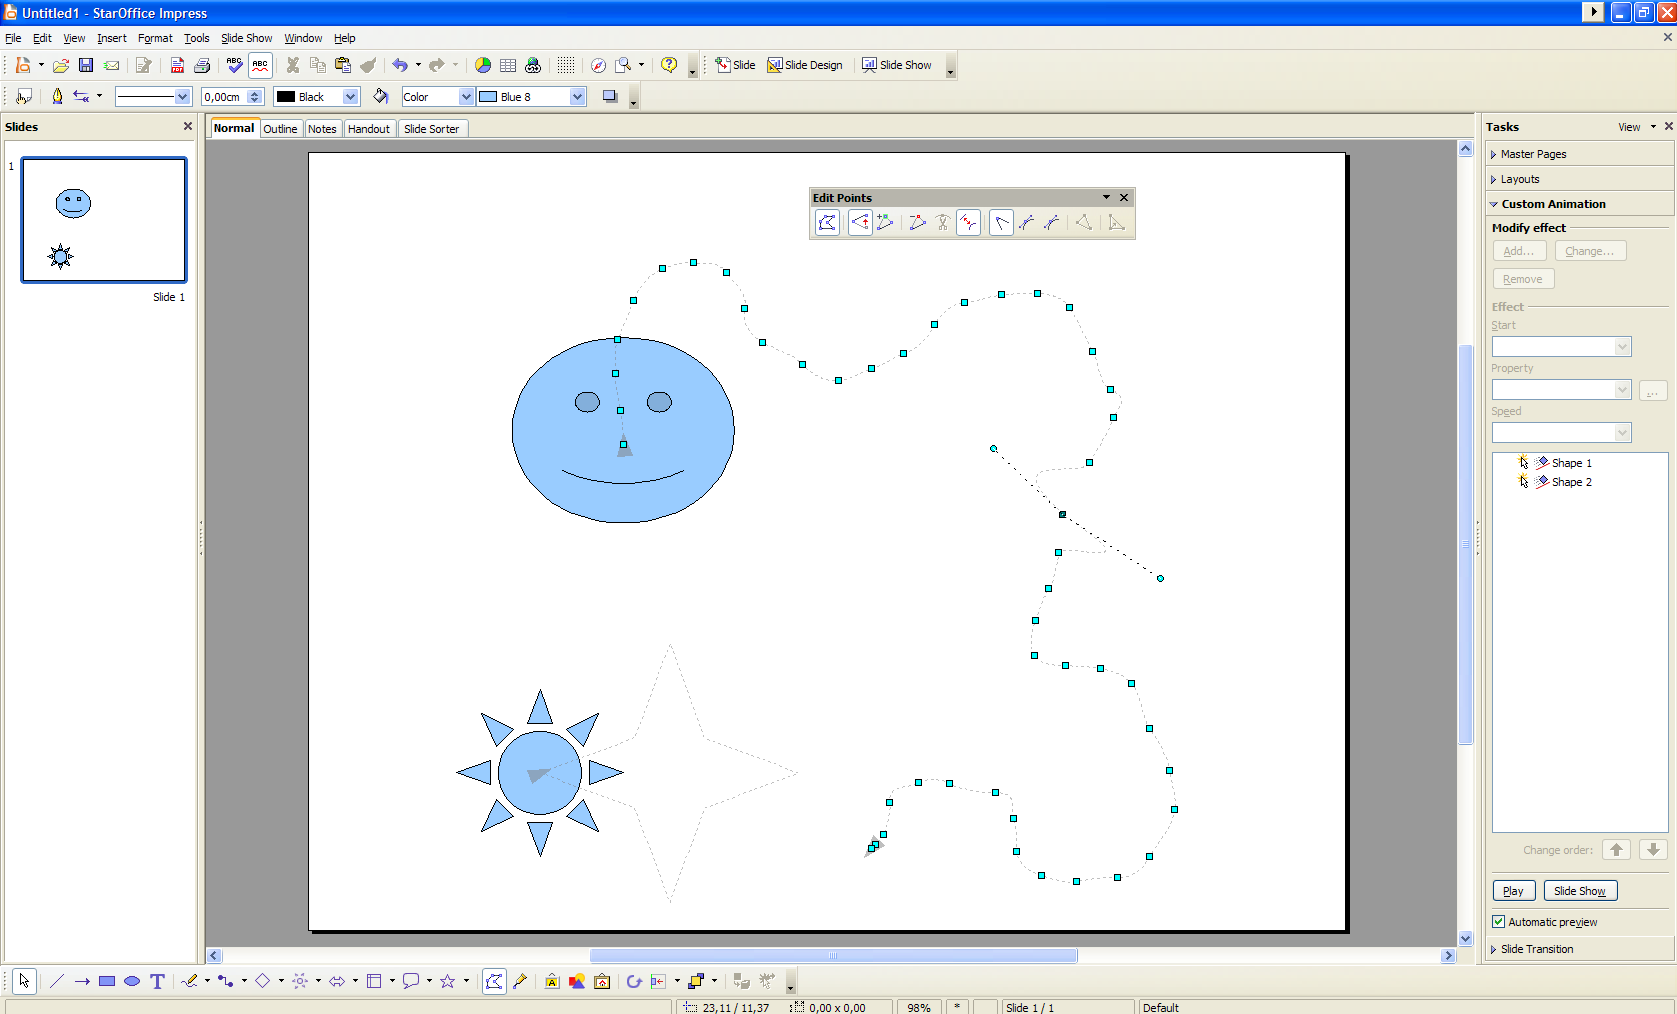 Untitled1 - StarOffice Impress
File Edit View Insert Format Tools Slide Show Window Help
ABC ABC ? Slide Slide Design Slide Show
0,00cm Black Color Blue 8
Slides
Normal Outline Notes Handout Slide Sorter
Tasks View
1
Slide 1
Edit Points
Master Pages
Layouts
Custom Animation
Modify effect
Add... Change...
Remove
Effect
Start
Property
...
Speed
Shape 1
Shape 2
Change order:
Play Slide Show
Automatic preview
Slide Transition
T A
23,11 / 11,37 0,00 x 0,00 98% * Slide 1 / 1 Default